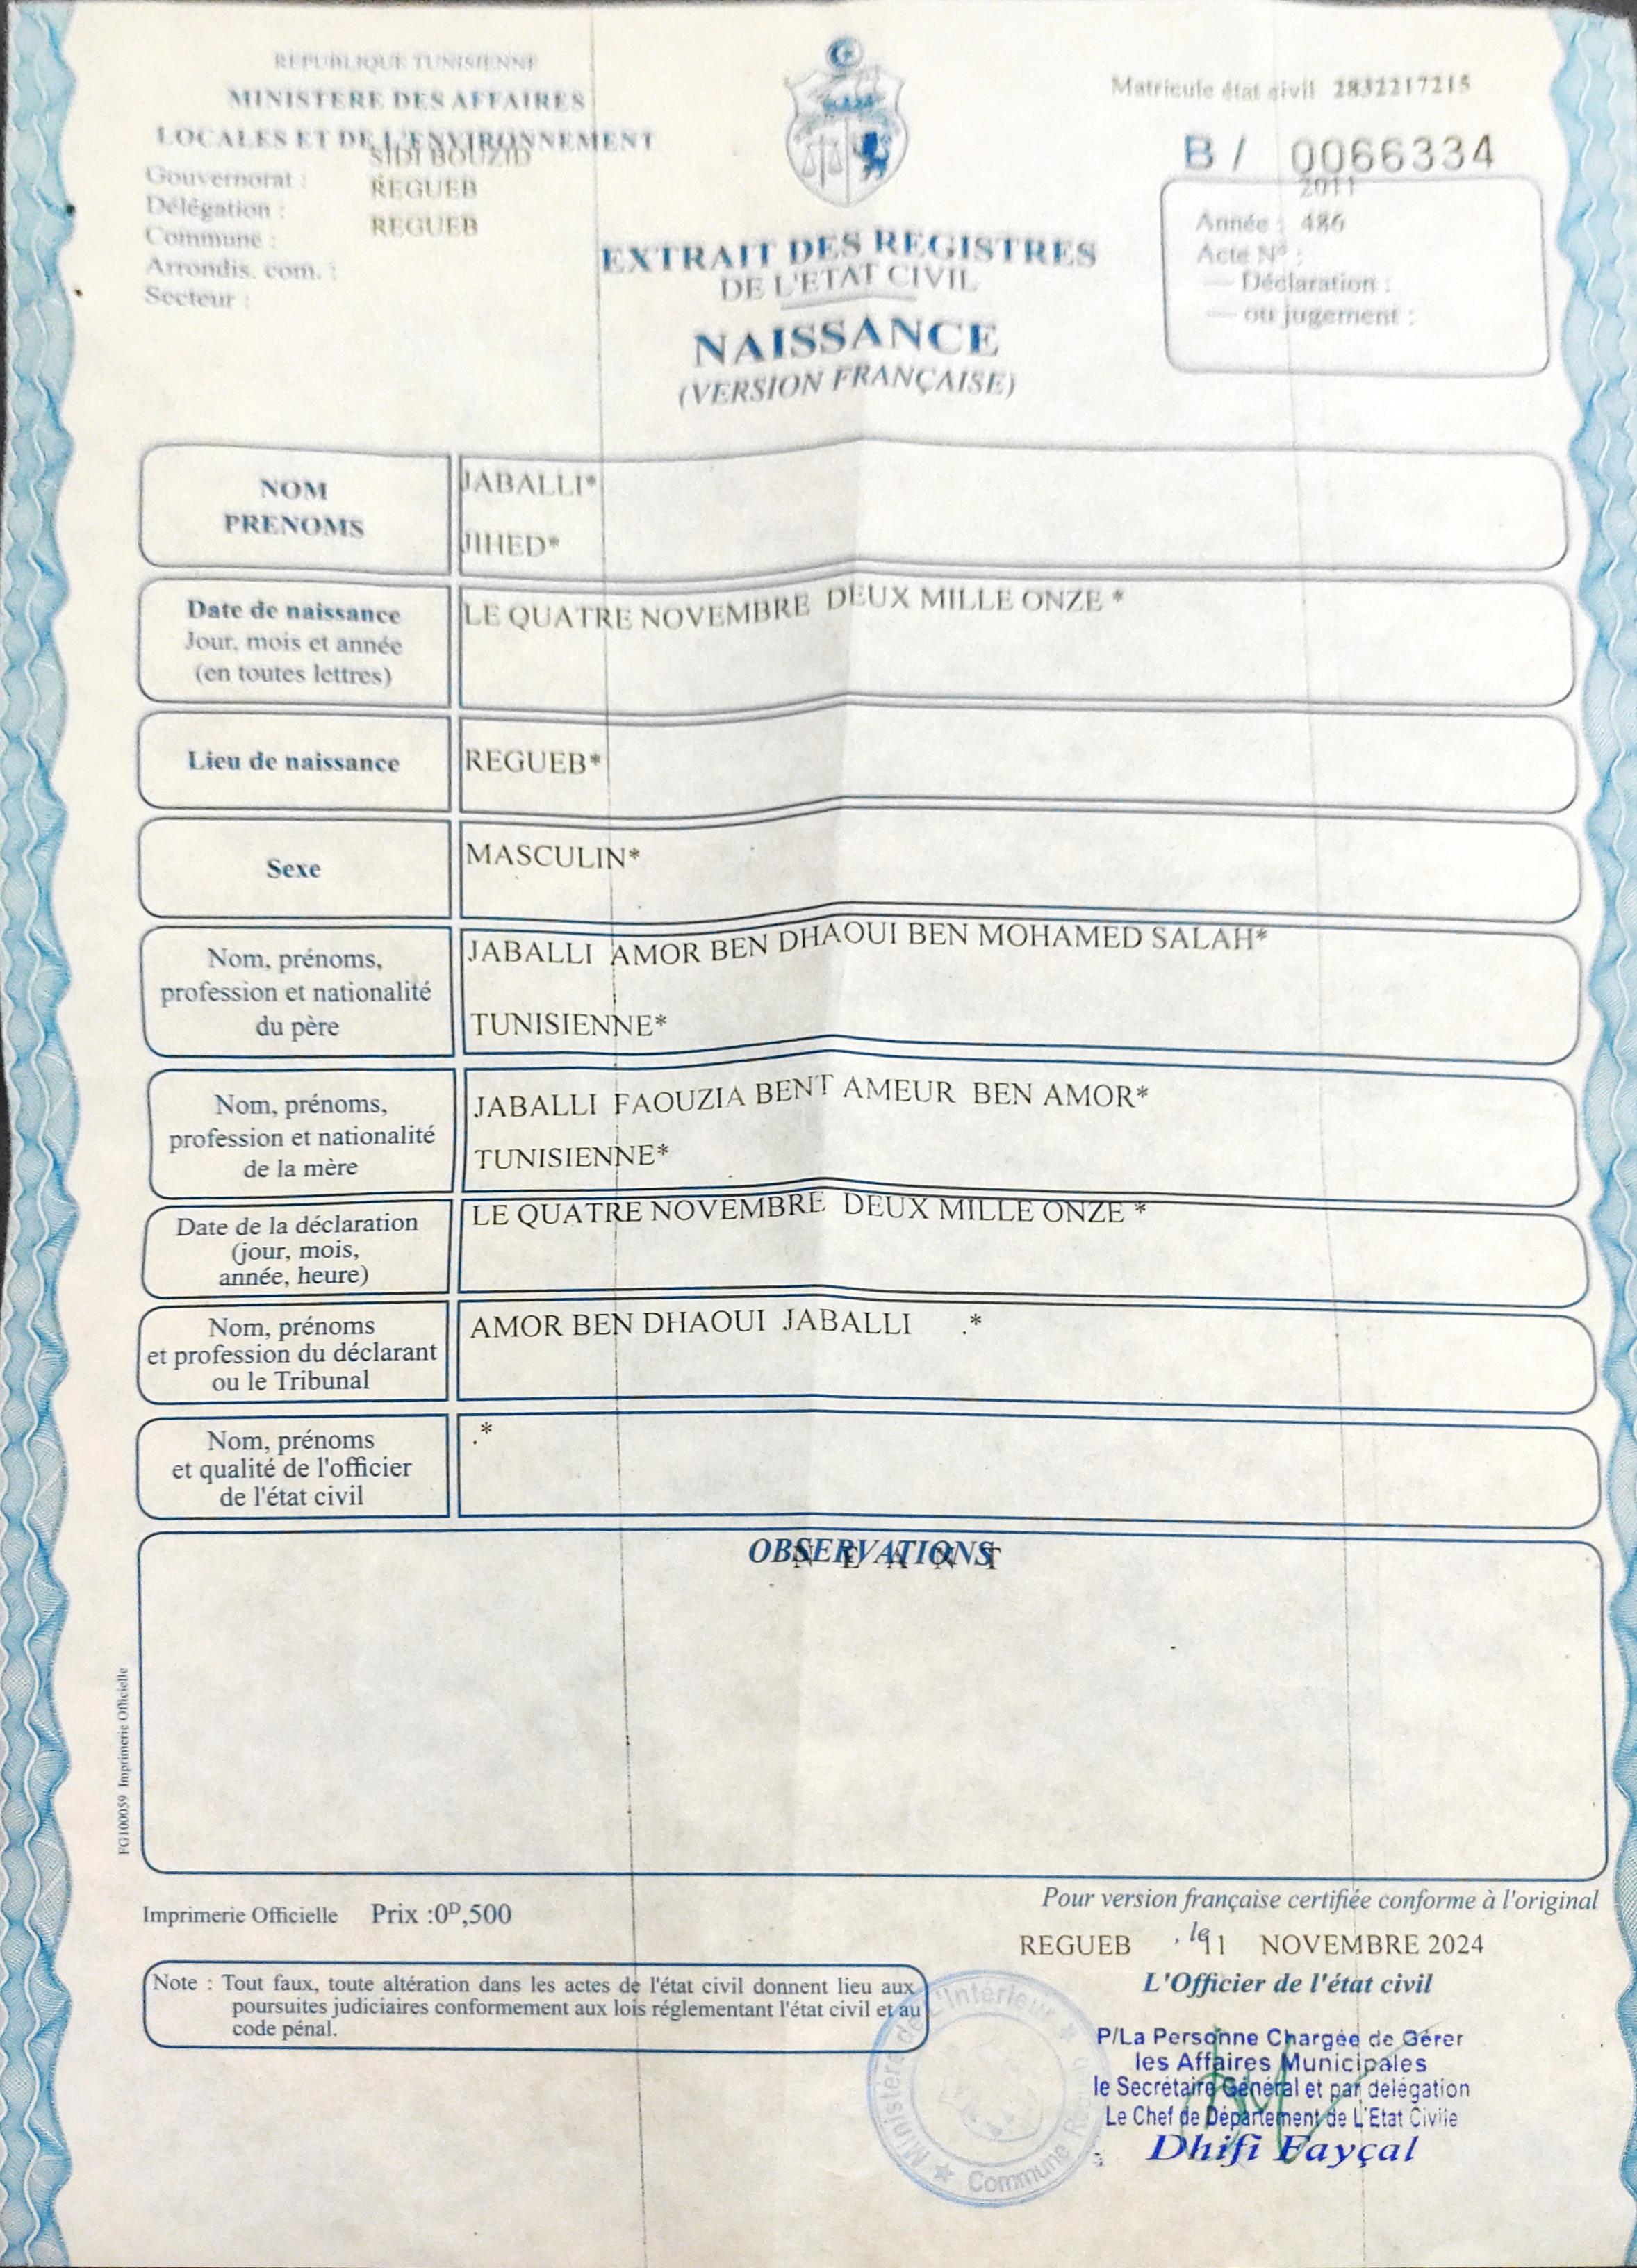 RÉPUBLIQUE TUNISIENNE
MINISTERE DES AFFAIRES
LOCALES ET DE L'ENVIRONNEMENT
SIDI BOUZID
Gouvernorat :
REGUEB
Délégation :
REGUEB
Commune :
Arrondis. com. :
Secteur :
EXTRAIT DES REGISTRES
DE L'ETAT CIVIL
NAISSANCE
(VERSION FRANÇAISE)
Matricule état civil 2832217215
B / 0066334
2011
Année : 486
Acte N° :
— Déclaration :
— ou jugement :
NOM
PRENOMS
JABALLI*
JIHED*
Date de naissance
Jour, mois et année
(en toutes lettres)
LE QUATRE NOVEMBRE DEUX MILLE ONZE *
Lieu de naissance
REGUEB*
Sexe
MASCULIN*
Nom, prénoms,
profession et nationalité
du père
JABALLI AMOR BEN DHAOUI BEN MOHAMED SALAH*
TUNISIENNE*
Nom, prénoms,
profession et nationalité
de la mère
JABALLI FAOUZIA BENT AMEUR BEN AMOR*
TUNISIENNE*
Date de la déclaration
(jour, mois,
année, heure)
LE QUATRE NOVEMBRE DEUX MILLE ONZE *
Nom, prénoms
et profession du déclarant
ou le Tribunal
AMOR BEN DHAOUI JABALLI .*
Nom, prénoms
et qualité de l'officier
de l'état civil
.*
OBSERVATIONS
N E A N T
FG100059 Imprimerie Officielle
Imprimerie Officielle Prix :0ᴰ,500
Pour version française certifiée conforme à l'original
REGUEB , le 11 NOVEMBRE 2024
L'Officier de l'état civil
Note : Tout faux, toute altération dans les actes de l'état civil donnent lieu aux
poursuites judiciaires conformement aux lois réglementant l'état civil et au
code pénal.
P/La Personne Chargée de Gérer
les Affaires Municipales
le Secrétaire Général et par délégation
Le Chef de Département de L'Etat Civile
Dhifi Fayçal
Ministère de L'Intérieur
Commune